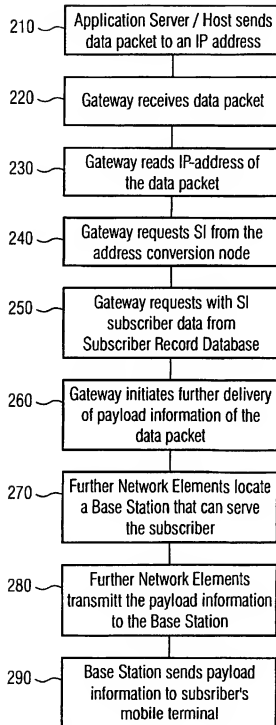 210
Application Server / Host sends
data packet to an IP address
220
Gateway receives data packet
230
Gateway reads IP-address of
the data packet
240
Gateway requests SI from the
address conversion node
250
Gateway requests with SI
subscriber data from
Subscriber Record Database
260
Gateway initiates further delivery
of payload information of the
data packet
270
Further Network Elements locate
a Base Station that can serve
the subscriber
280
Further Network Elements
transmitt the payload information
to the Base Station
290
Base Station sends payload
information to subsriber's
mobile terminal